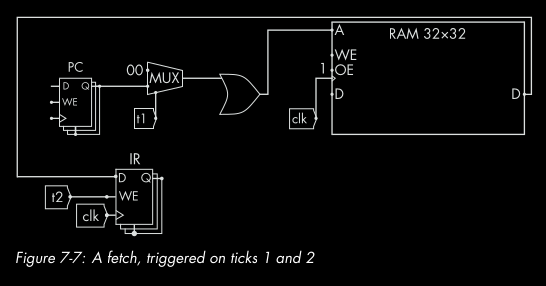 RAM 32×32
A
WE
1 OE
D
D
clk
PC
D Q
WE
00
MUX
t1
IR
D Q
WE
t2
clk
Figure 7-7: A fetch, triggered on ticks 1 and 2